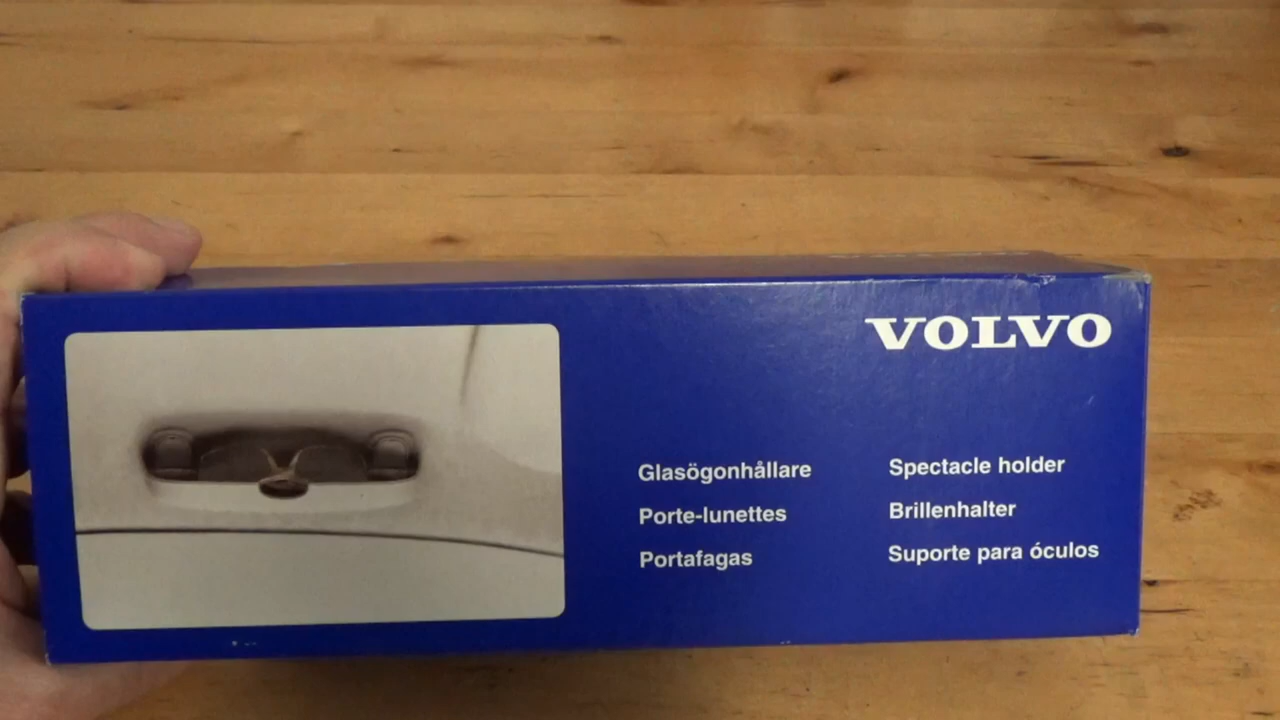 VOLVO
Glasögonhållare
Porte-lunettes
Portafagas
Spectacle holder
Brillenhalter
Suporte para óculos